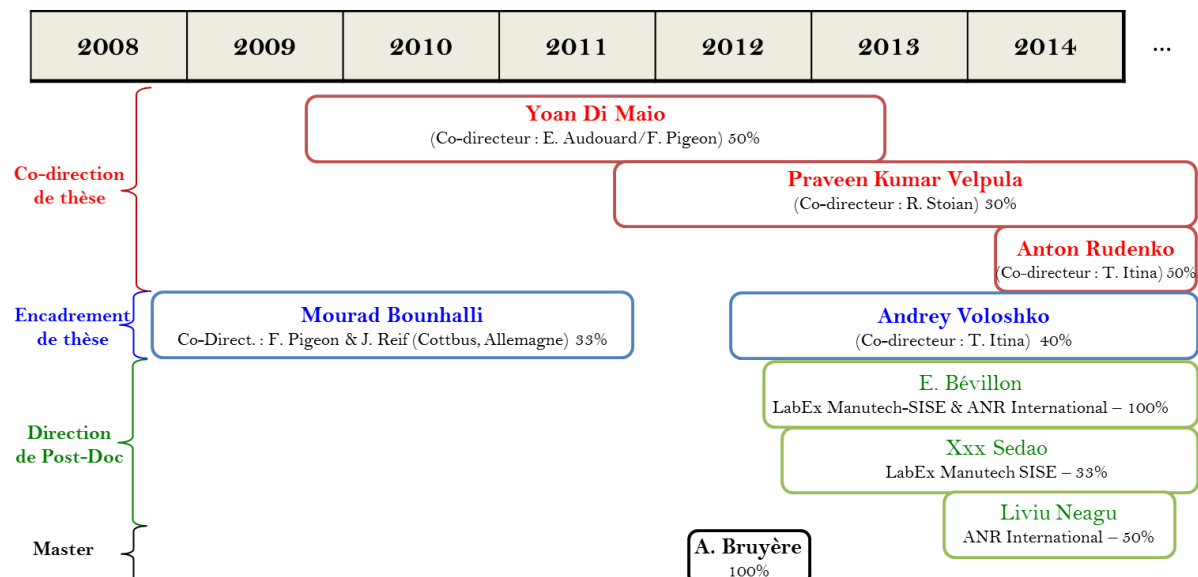 2008 2009 2010 2011 2012 2013 2014 ...
Yoan Di Maio
(Co-directeur : E. Audouard/F. Pigeon) 50%
Co-direction
de thèse
Praveen Kumar Velpula
(Co-directeur : R. Stoian) 30%
Anton Rudenko
(Co-directeur : T. Itina) 50%
Encadrement
de thèse
Mourad Bounhalli
Co-Direct. : F. Pigeon & J. Reif (Cottbus, Allemagne) 33%
Andrey Voloshko
(Co-directeur : T. Itina) 40%
Direction
de Post-Doc
E. Bévillon
LabEx Manutech-SISE & ANR International – 100%
Xxx Sedao
LabEx Manutech SISE – 33%
Liviu Neagu
ANR International – 50%
Master
A. Bruyère
100%